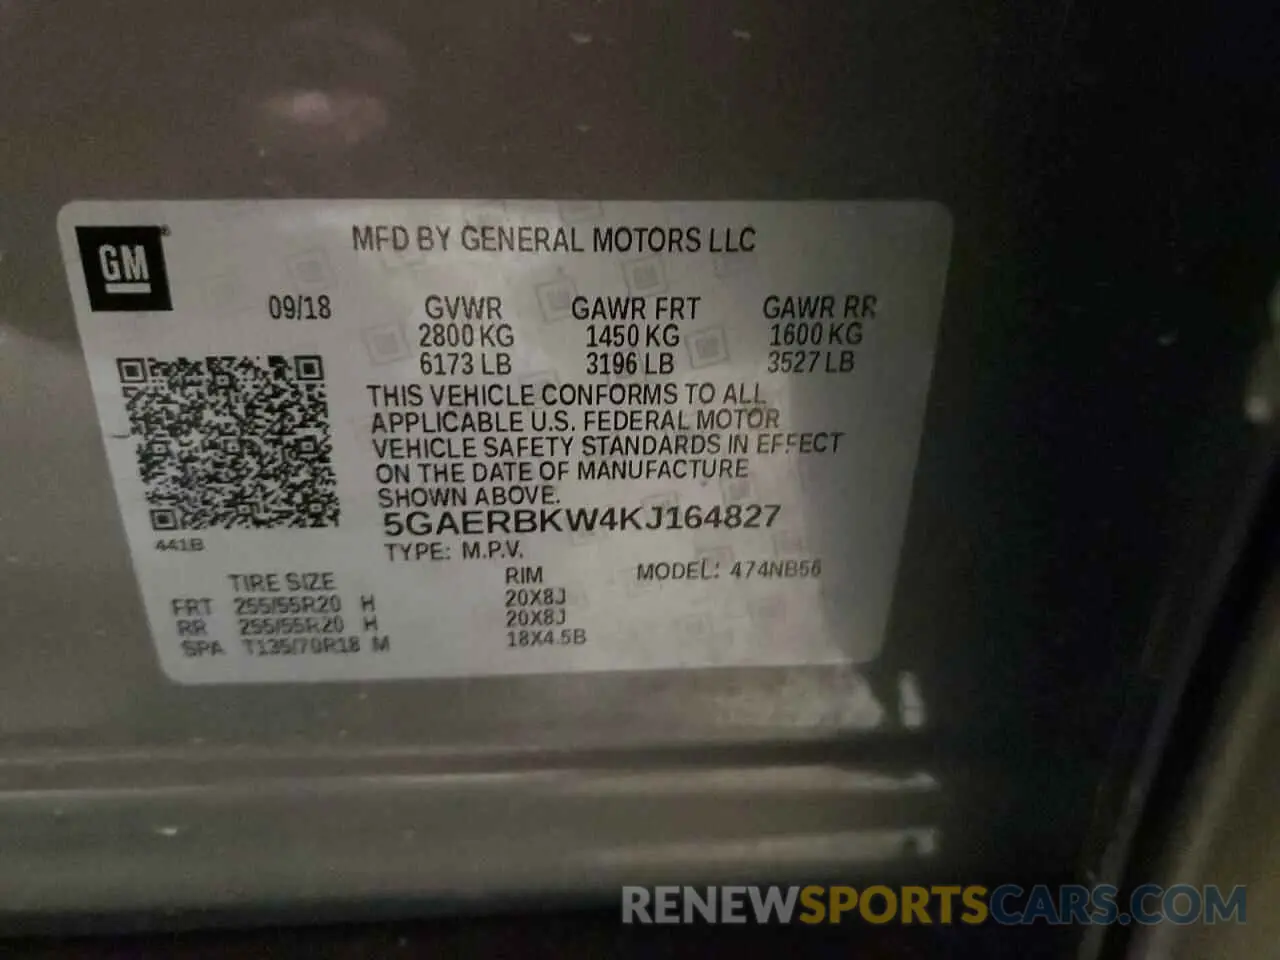 MFD BY GENERAL MOTORS LLC
GM
®
09/18 GVWR GAWR FRT GAWR RR
2800 KG 1450 KG 1600 KG
6173 LB 3196 LB 3527 LB
THIS VEHICLE CONFORMS TO ALL
APPLICABLE U.S. FEDERAL MOTOR
VEHICLE SAFETY STANDARDS IN EFFECT
ON THE DATE OF MANUFACTURE
SHOWN ABOVE.
5GAERBKW4KJ164827
441B
TYPE: M.P.V.
TIRE SIZE RIM MODEL: 474NB56
FRT 255/55R20 H 20X8J
RR 255/55R20 H 20X8J
SPA T135/70R18 M 18X4.5B
RENEWSPORTSCARS.COM